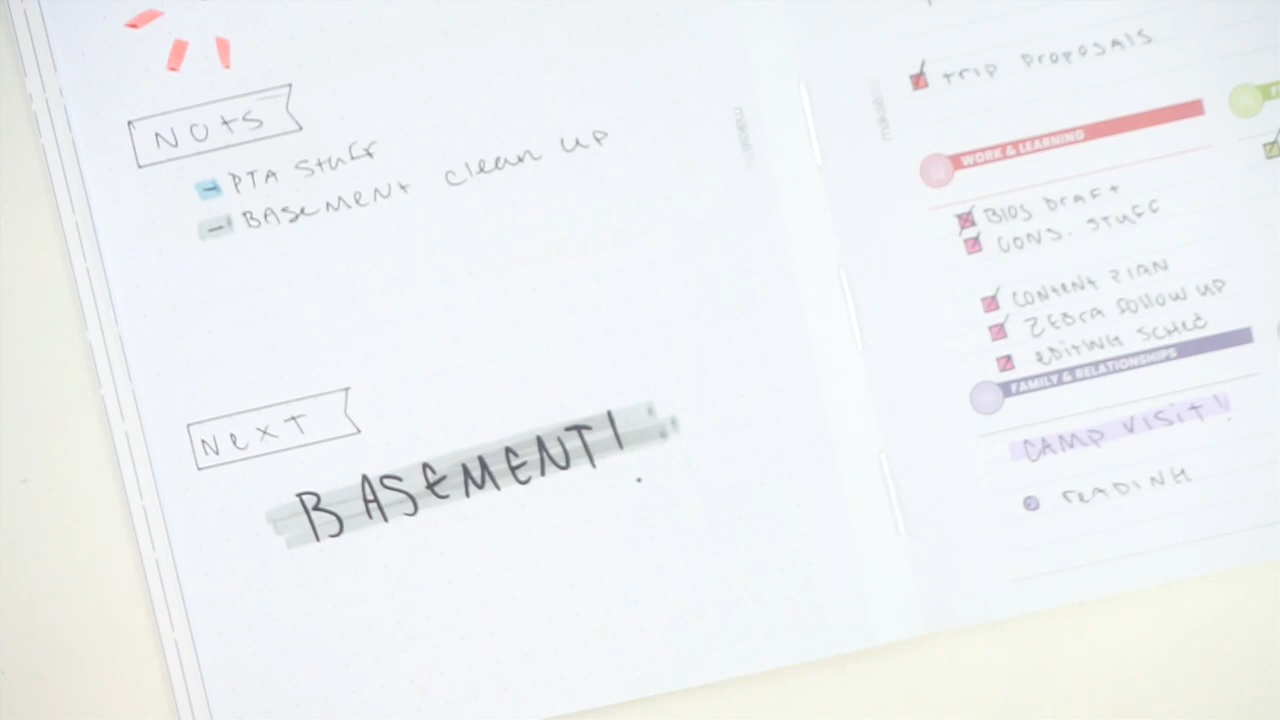 NOTS
PTA STUFF
BASEMENT CLEAN UP
NEXT
BASEMENT!
TRIP PROPOSALS
WORK & LEARNING
BIOS DRAFT
CONS. STUFF
CONTENT PLAN
ZEBRA FOLLOW UP
EDITING SCHED
FAMILY & RELATIONSHIPS
CAMP VISIT!
READING